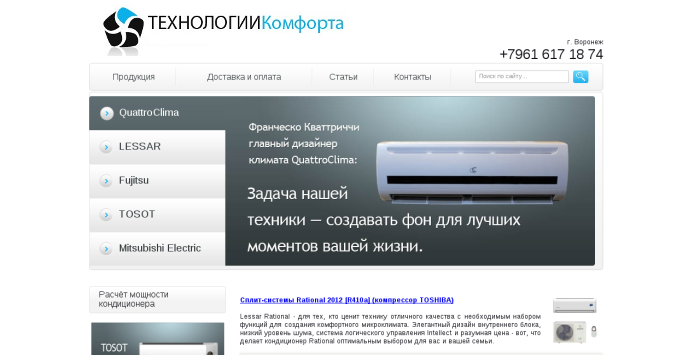 ТЕХНОЛОГИИКомфорта
г. Воронеж
+7961 617 18 74
Продукция
Доставка и оплата
Статьи
Контакты
Поиск по сайту...
QuattroClima
LESSAR
Fujitsu
TOSOT
Mitsubishi Electric
Франческо Кваттриччи
главный дизайнер
климата QuattroClima:
Задача нашей
техники — создавать фон для лучших
моментов вашей жизни.
Расчёт мощности
кондиционера
TOSOT
Сплит-системы Rational 2012 [R410a] (компрессор TOSHIBA)
Lessar Rational - для тех, кто ценит технику отличного качества с необходимым набором
функций для создания комфортного микроклимата. Элегантный дизайн внутреннего блока,
низкий уровень шума, система логического управления Intellect и разумная цена - вот, что
делает кондиционер Rational оптимальным выбором для вас и вашей семьи.